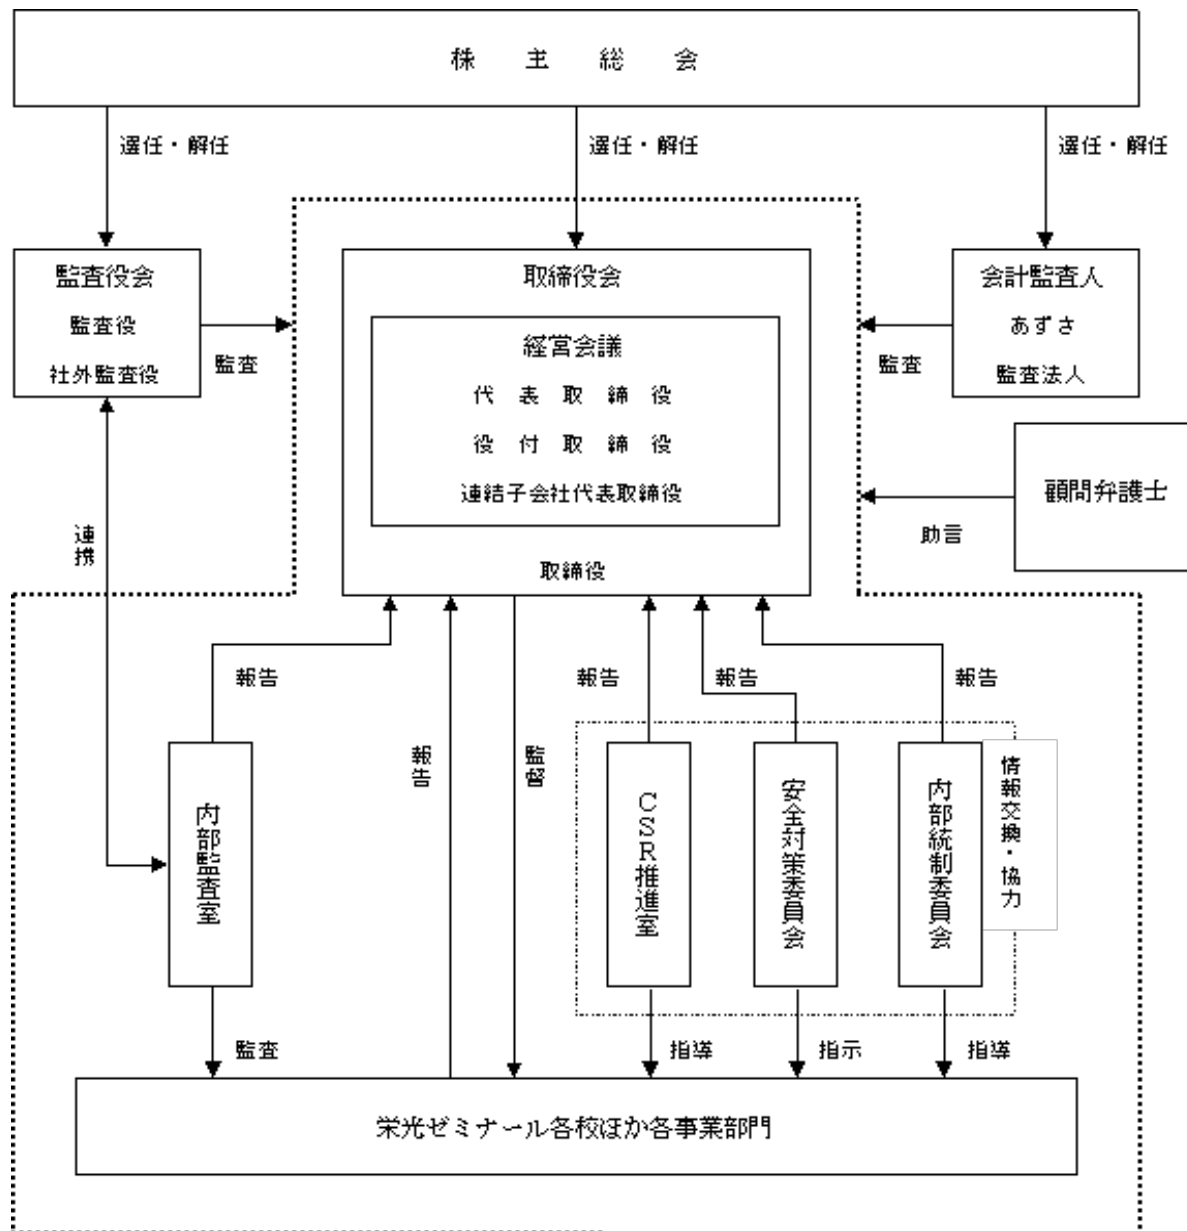 株主総会
選任・解任
選任・解任
選任・解任
監査役会
監査役
社外監査役
監査
取締役会
経営会議
代表取締役
役付取締役
連結子会社代表取締役
取締役
会計監査人
あずさ
監査法人
監査
顧問弁護士
助言
連携
報告
報告
報告
報告
報告
監督
内部監査室
CSR推進室
安全対策委員会
内部統制委員会
情報交換・協力
監査
指導
指示
指導
栄光ゼミナール各校ほか各事業部門